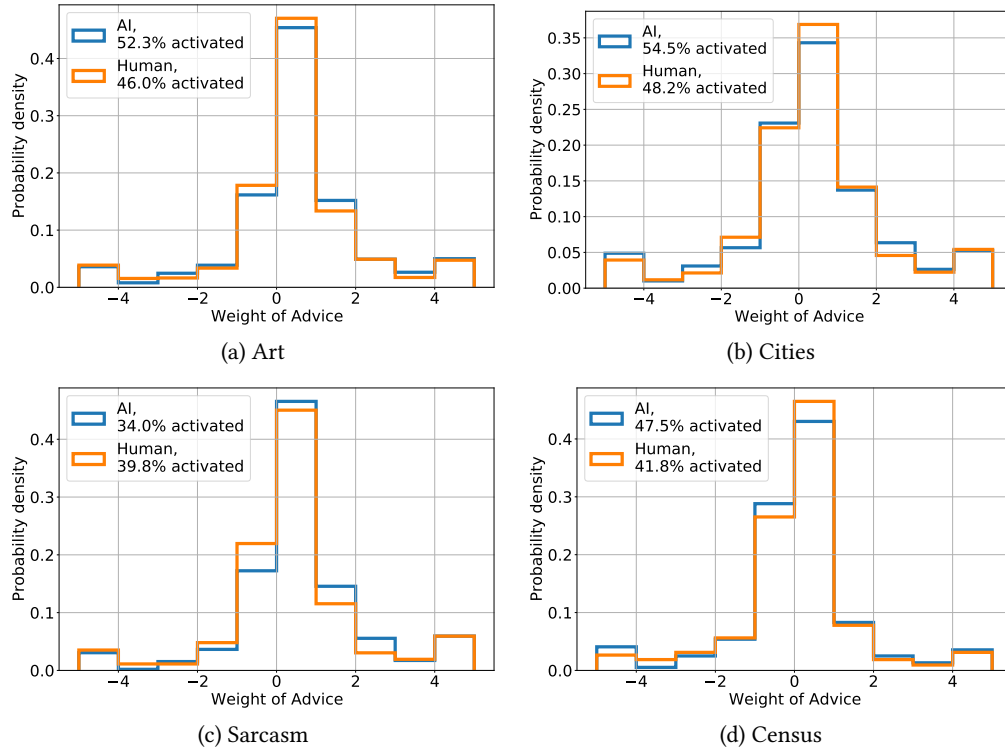 AI,
52.3% activated
Human,
46.0% activated
Probability density
0.4
0.3
0.2
0.1
0.0
−4
−2
0
2
4
Weight of Advice
(a) Art
AI,
54.5% activated
Human,
48.2% activated
Probability density
0.35
0.30
0.25
0.20
0.15
0.10
0.05
0.00
−4
−2
0
2
4
Weight of Advice
(b) Cities
AI,
34.0% activated
Human,
39.8% activated
Probability density
0.4
0.3
0.2
0.1
0.0
−4
−2
0
2
4
Weight of Advice
(c) Sarcasm
AI,
47.5% activated
Human,
41.8% activated
Probability density
0.4
0.3
0.2
0.1
0.0
−4
−2
0
2
4
Weight of Advice
(d) Census